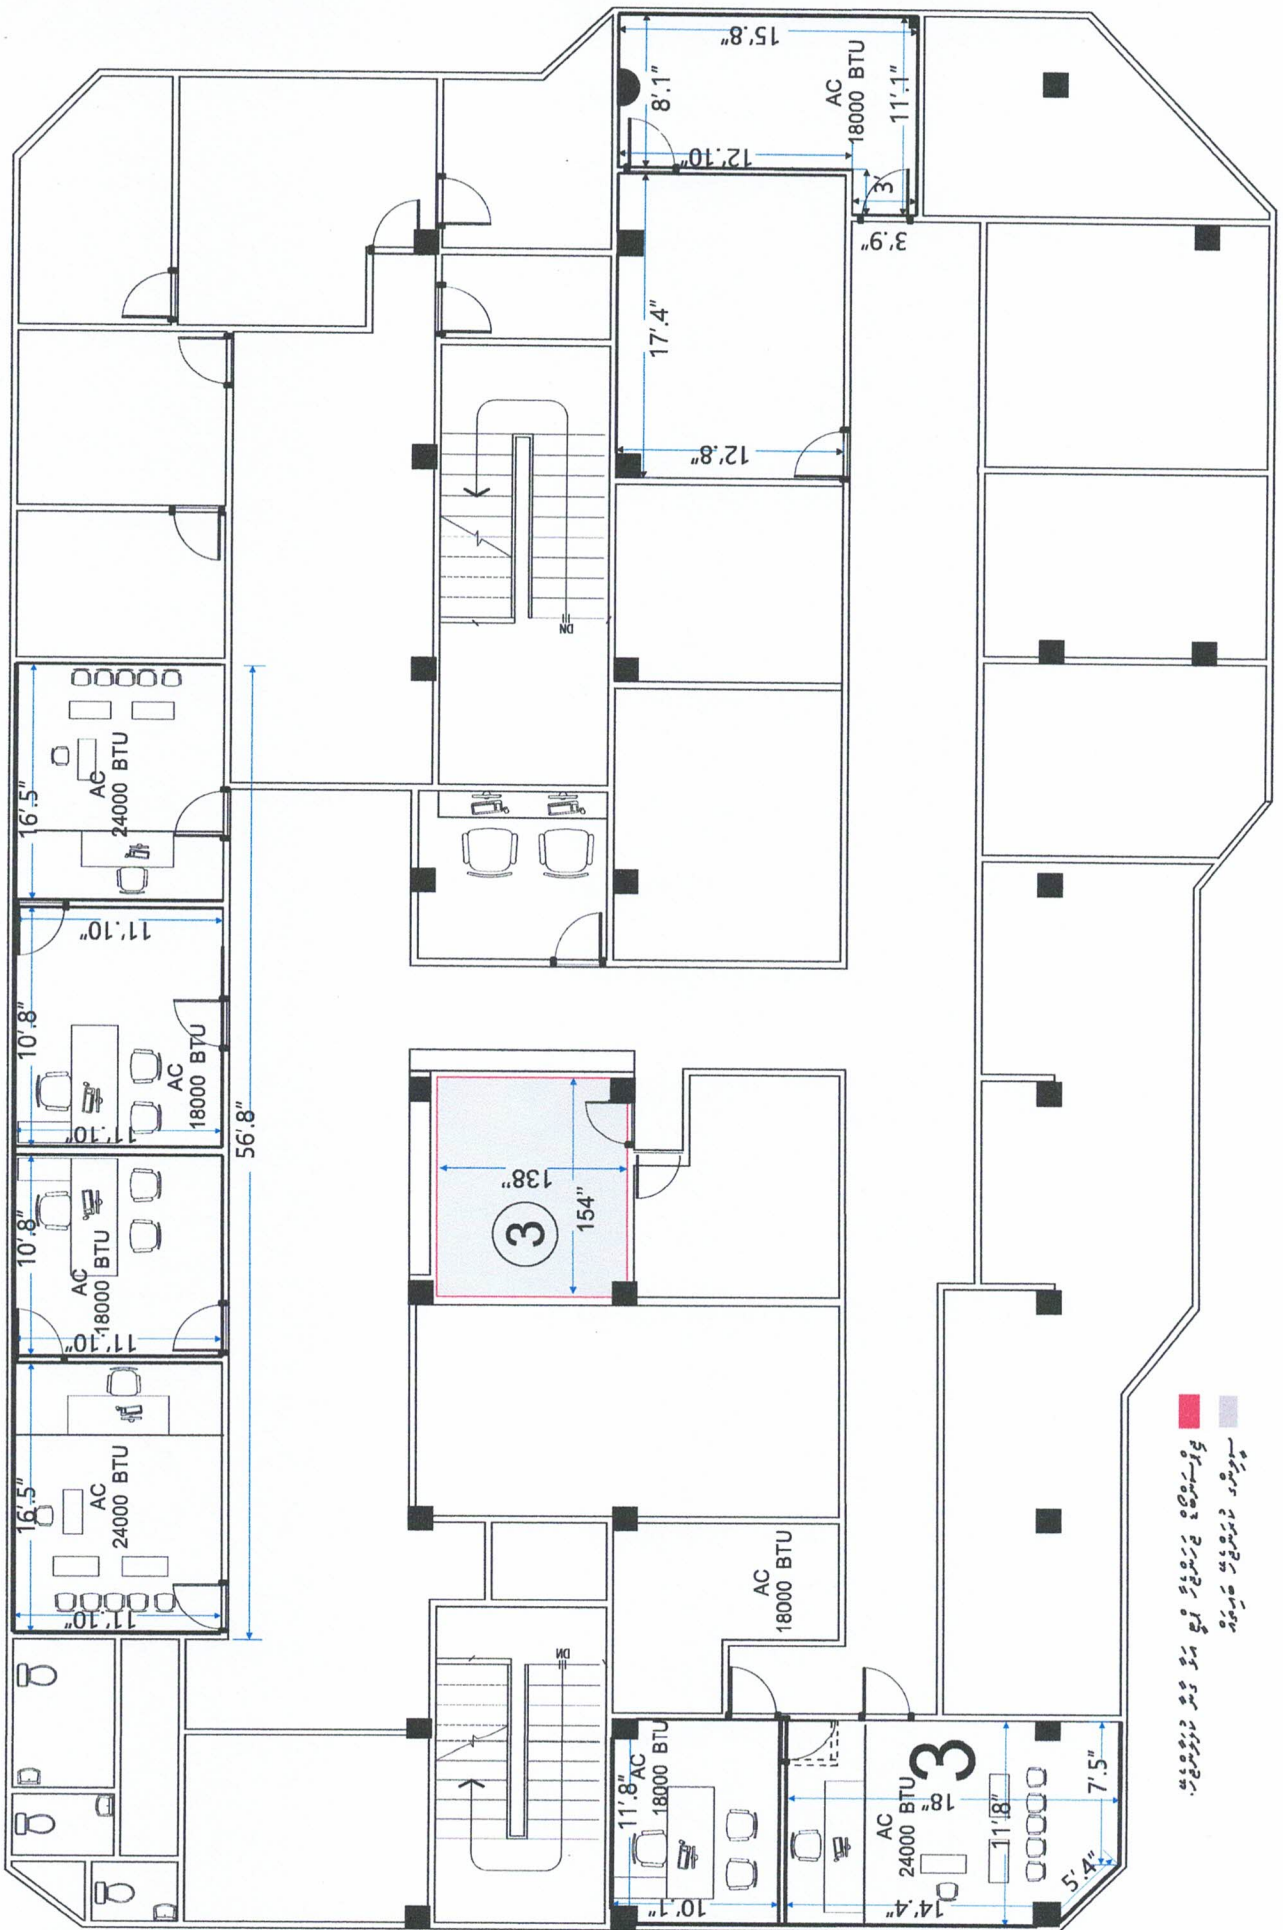 15'.8"
8'.1"
AC
18000 BTU
11'.1"
12'.10"
3'
3'.9"
17'.4"
12'.8"
DN
16'.5"
AC
24000 BTU
11'.10"
10'.8"
AC
18000 BTU
11'.10"
56'.8"
138"
154"
3
10'.8"
AC
18000 BTU
11'.10"
16'.5"
AC
24000 BTU
11'.10"
AC
18000 BTU
DN
11'.8"
AC
18000 BTU
10'.1"
3
AC
24000 BTU
18"
11'8"
7'.5"
5'.4"
14'.4"